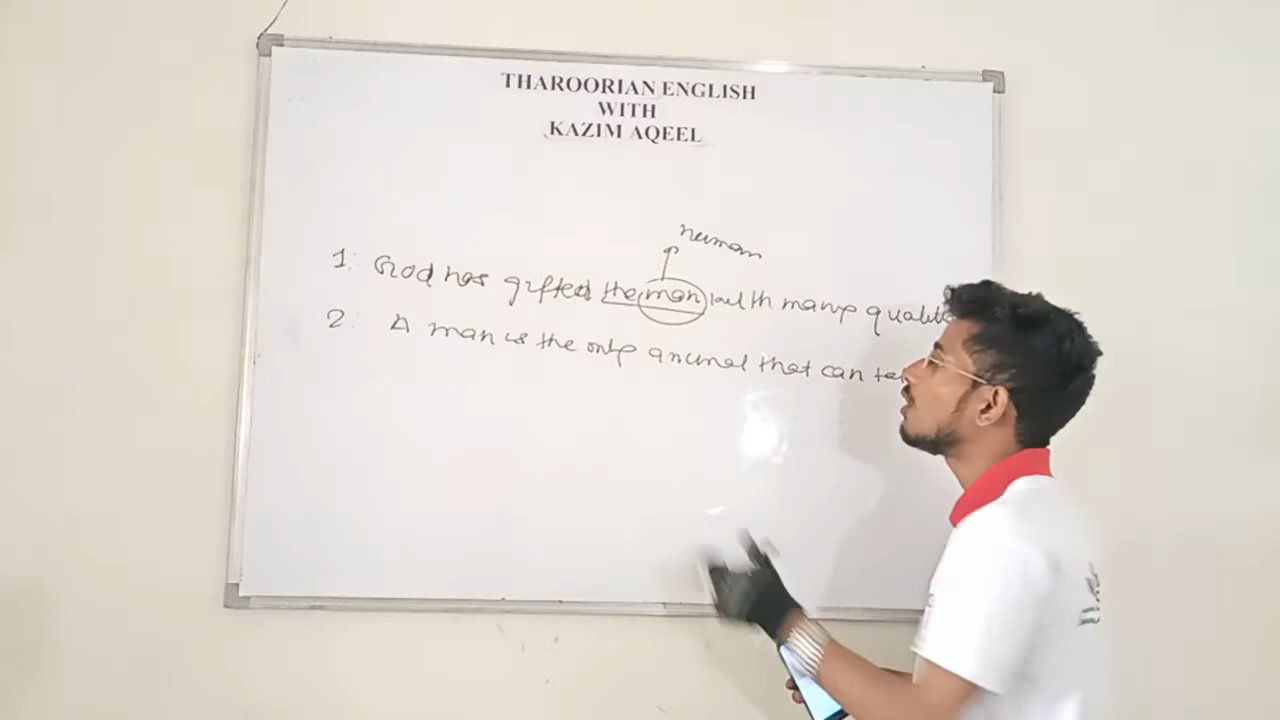 THAROORIAN ENGLISH
WITH
KAZIM AQEEL
human
1. God has gifted the man with many
2. A man is the only animal that can